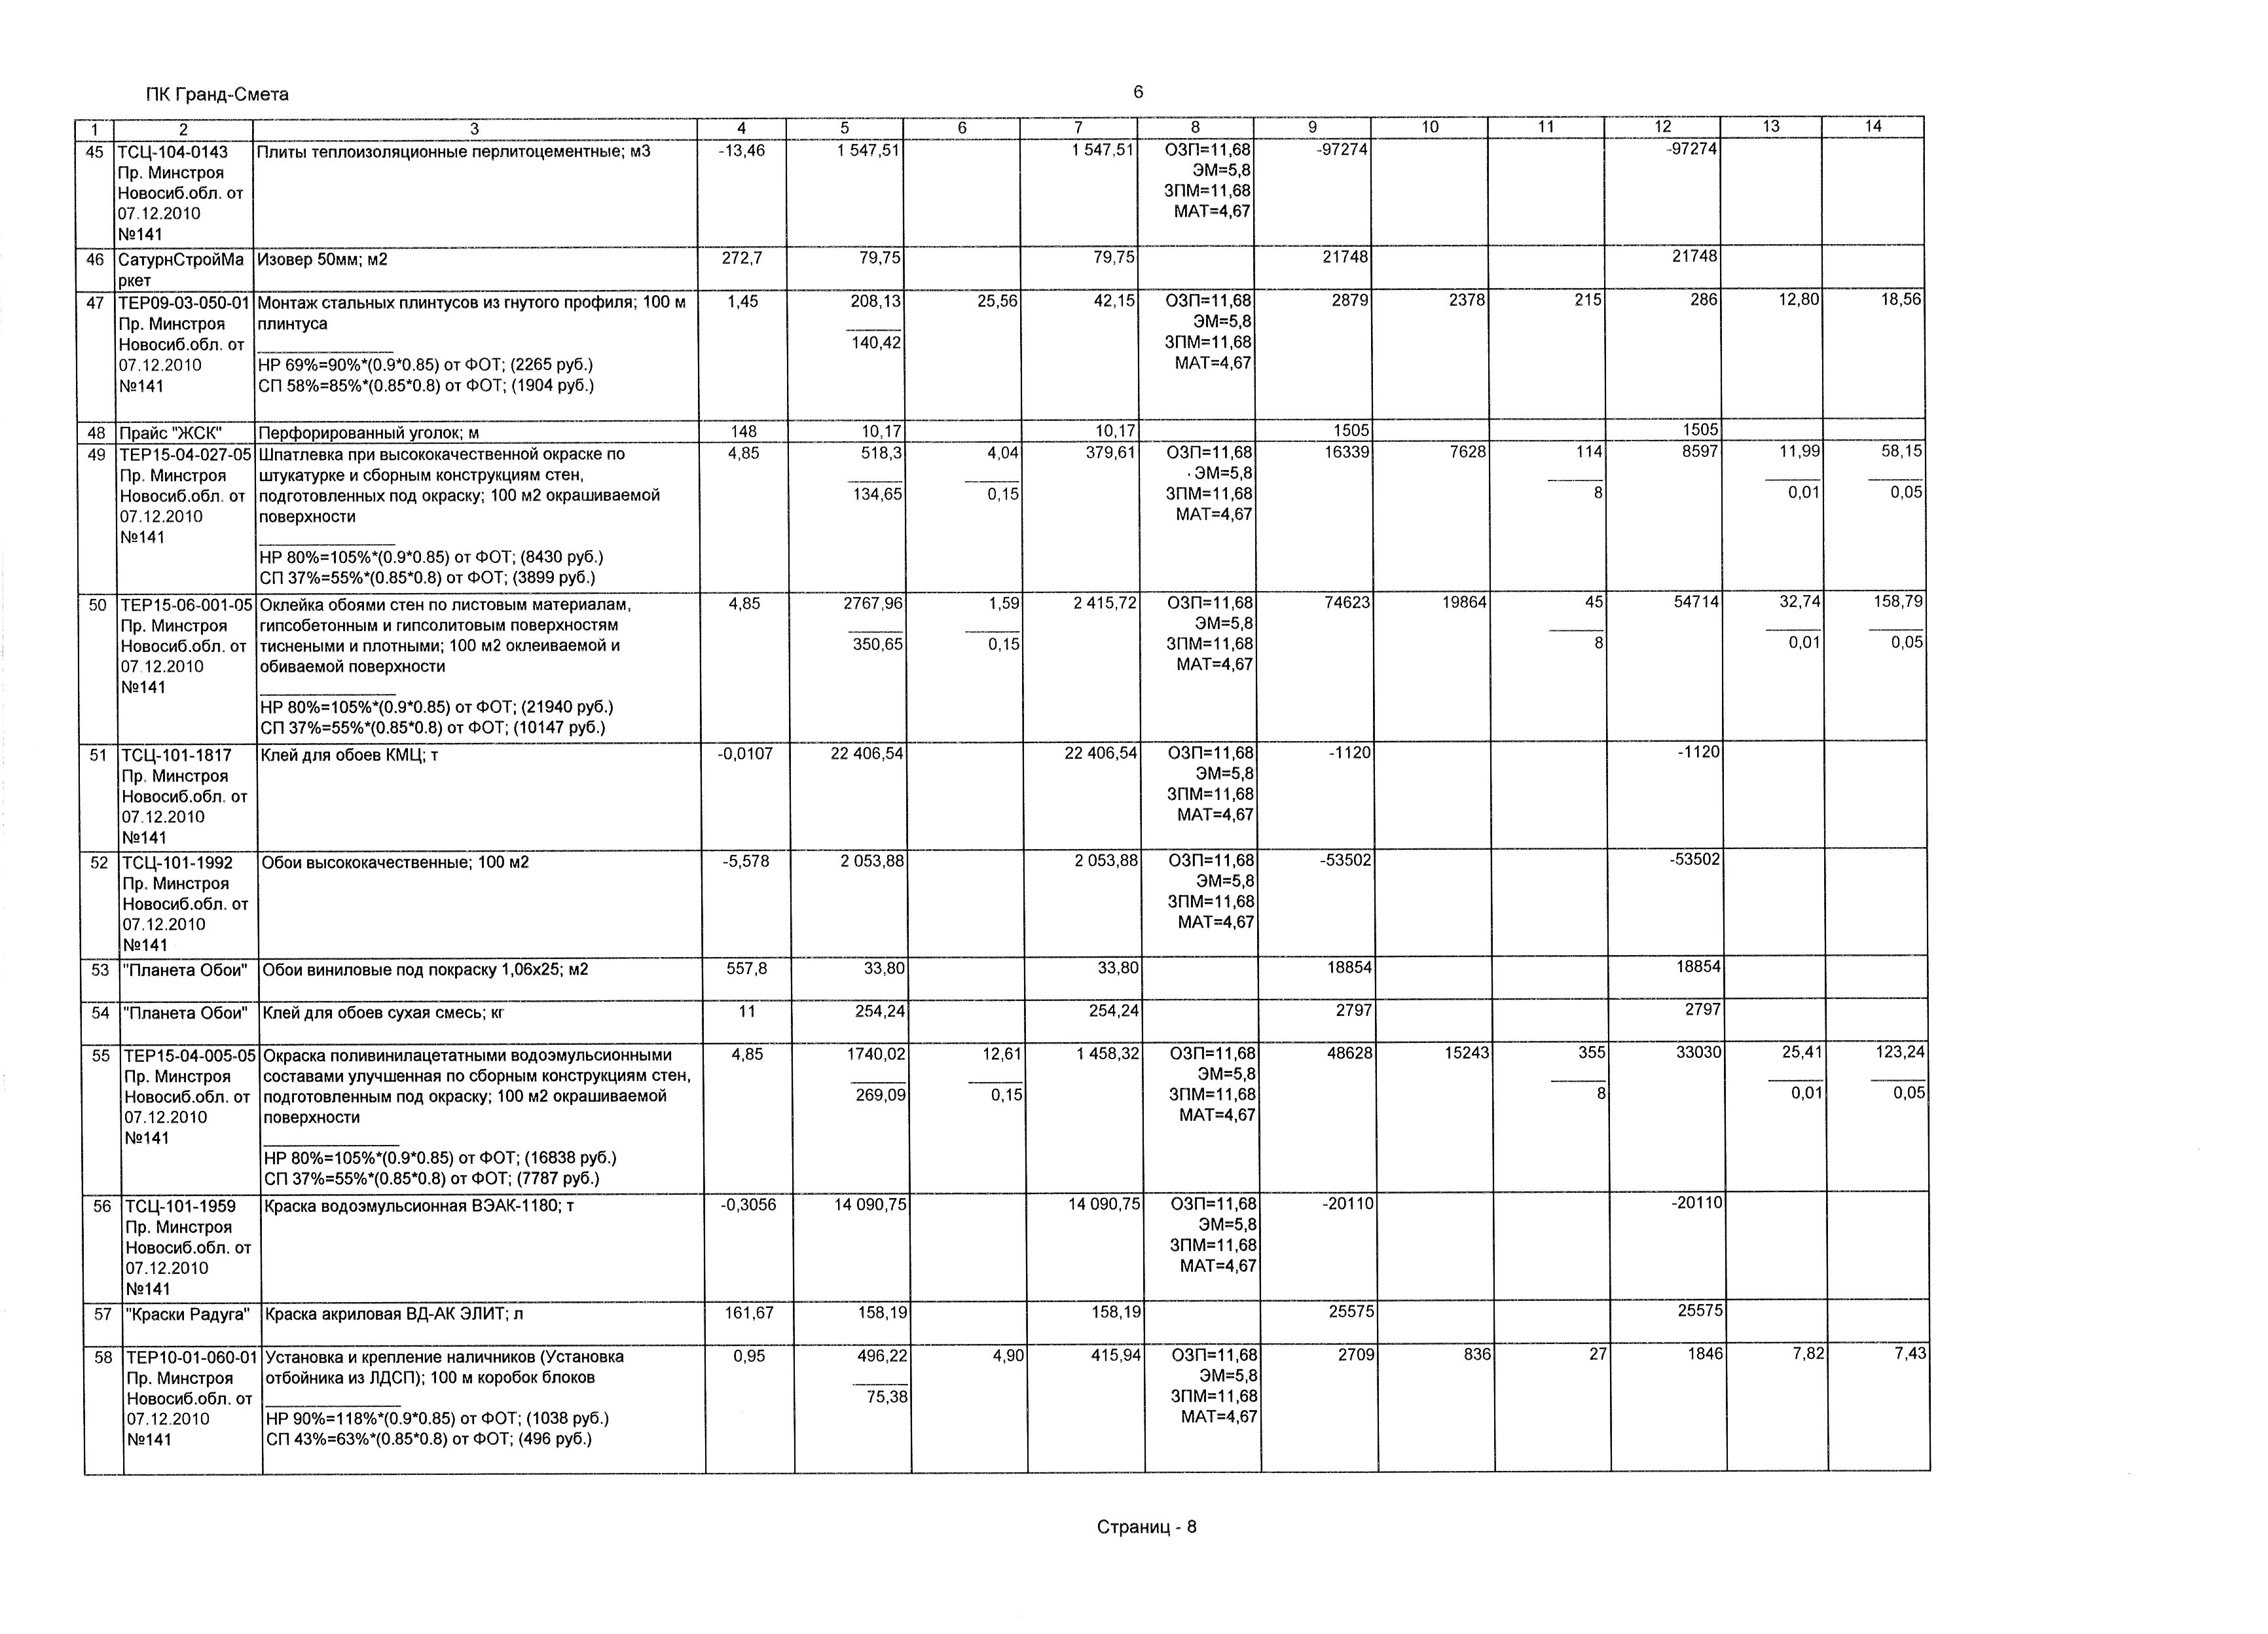 ПК Гранд-Смета
6
1 2 3 4 5 6 7 8 9 10 11 12 13 14
45 ТСЦ-104-0143 Плиты теплоизоляционные перлитоцементные; м3 -13,46 1 547,51 1 547,51 ОЗП=11,68 -97274 -97274
Пр. Минстроя ЭМ=5,8
Новосиб.обл. от ЗПМ=11,68
07.12.2010 МАТ=4,67
№141
46 СатурнСтройМа Изовер 50мм; м2 272,7 79,75 79,75 21748 21748
ркет
47 ТЕР09-03-050-01 Монтаж стальных плинтусов из гнутого профиля; 100 м 1,45 208,13 25,56 42,15 ОЗП=11,68 2879 2378 215 286 12,80 18,56
Пр. Минстроя плинтуса ЭМ=5,8
Новосиб.обл. от 140,42 ЗПМ=11,68
07.12.2010 НР 69%=90%*(0.9*0.85) от ФОТ; (2265 руб.) МАТ=4,67
№141 СП 58%=85%*(0.85*0.8) от ФОТ; (1904 руб.)
48 Прайс "ЖСК" Перфорированный уголок; м 148 10,17 10,17 1505 1505
49 ТЕР15-04-027-05 Шпатлевка при высококачественной окраске по 4,85 518,3 4,04 379,61 ОЗП=11,68 16339 7628 114 8597 11,99 58,15
Пр. Минстроя штукатурке и сборным конструкциям стен, ЭМ=5,8
Новосиб.обл. от подготовленных под окраску; 100 м2 окрашиваемой 134,65 0,15 ЗПМ=11,68 8 0,01 0,05
07.12.2010 поверхности МАТ=4,67
№141
НР 80%=105%*(0.9*0.85) от ФОТ; (8430 руб.)
СП 37%=55%*(0.85*0.8) от ФОТ; (3899 руб.)
50 ТЕР15-06-001-05 Оклейка обоями стен по листовым материалам, 4,85 2767,96 1,59 2 415,72 ОЗП=11,68 74623 19864 45 54714 32,74 158,79
Пр. Минстроя гипсобетонным и гипсолитовым поверхностям ЭМ=5,8
Новосиб.обл. от тиснеными и плотными; 100 м2 оклеиваемой и 350,65 0,15 ЗПМ=11,68 8 0,01 0,05
07.12.2010 обиваемой поверхности МАТ=4,67
№141
НР 80%=105%*(0.9*0.85) от ФОТ; (21940 руб.)
СП 37%=55%*(0.85*0.8) от ФОТ; (10147 руб.)
51 ТСЦ-101-1817 Клей для обоев КМЦ; т -0,0107 22 406,54 22 406,54 ОЗП=11,68 -1120 -1120
Пр. Минстроя ЭМ=5,8
Новосиб.обл. от ЗПМ=11,68
07.12.2010 МАТ=4,67
№141
52 ТСЦ-101-1992 Обои высококачественные; 100 м2 -5,578 2 053,88 2 053,88 ОЗП=11,68 -53502 -53502
Пр. Минстроя ЭМ=5,8
Новосиб.обл. от ЗПМ=11,68
07.12.2010 МАТ=4,67
№141
53 "Планета Обои" Обои виниловые под покраску 1,06х25; м2 557,8 33,80 33,80 18854 18854
54 "Планета Обои" Клей для обоев сухая смесь; кг 11 254,24 254,24 2797 2797
55 ТЕР15-04-005-05 Окраска поливинилацетатными водоэмульсионными 4,85 1740,02 12,61 1 458,32 ОЗП=11,68 48628 15243 355 33030 25,41 123,24
Пр. Минстроя составами улучшенная по сборным конструкциям стен, ЭМ=5,8
Новосиб.обл. от подготовленным под окраску; 100 м2 окрашиваемой 269,09 0,15 ЗПМ=11,68 8 0,01 0,05
07.12.2010 поверхности МАТ=4,67
№141
НР 80%=105%*(0.9*0.85) от ФОТ; (16838 руб.)
СП 37%=55%*(0.85*0.8) от ФОТ; (7787 руб.)
56 ТСЦ-101-1959 Краска водоэмульсионная ВЭАК-1180; т -0,3056 14 090,75 14 090,75 ОЗП=11,68 -20110 -20110
Пр. Минстроя ЭМ=5,8
Новосиб.обл. от ЗПМ=11,68
07.12.2010 МАТ=4,67
№141
57 "Краски Радуга" Краска акриловая ВД-АК ЭЛИТ; л 161,67 158,19 158,19 25575 25575
58 ТЕР10-01-060-01 Установка и крепление наличников (Установка 0,95 496,22 4,90 415,94 ОЗП=11,68 2709 836 27 1846 7,82 7,43
Пр. Минстроя отбойника из ЛДСП); 100 м коробок блоков ЭМ=5,8
Новосиб.обл. от 75,38 ЗПМ=11,68
07.12.2010 НР 90%=118%*(0.9*0.85) от ФОТ; (1038 руб.) МАТ=4,67
№141 СП 43%=63%*(0.85*0.8) от ФОТ; (496 руб.)
Страниц - 8